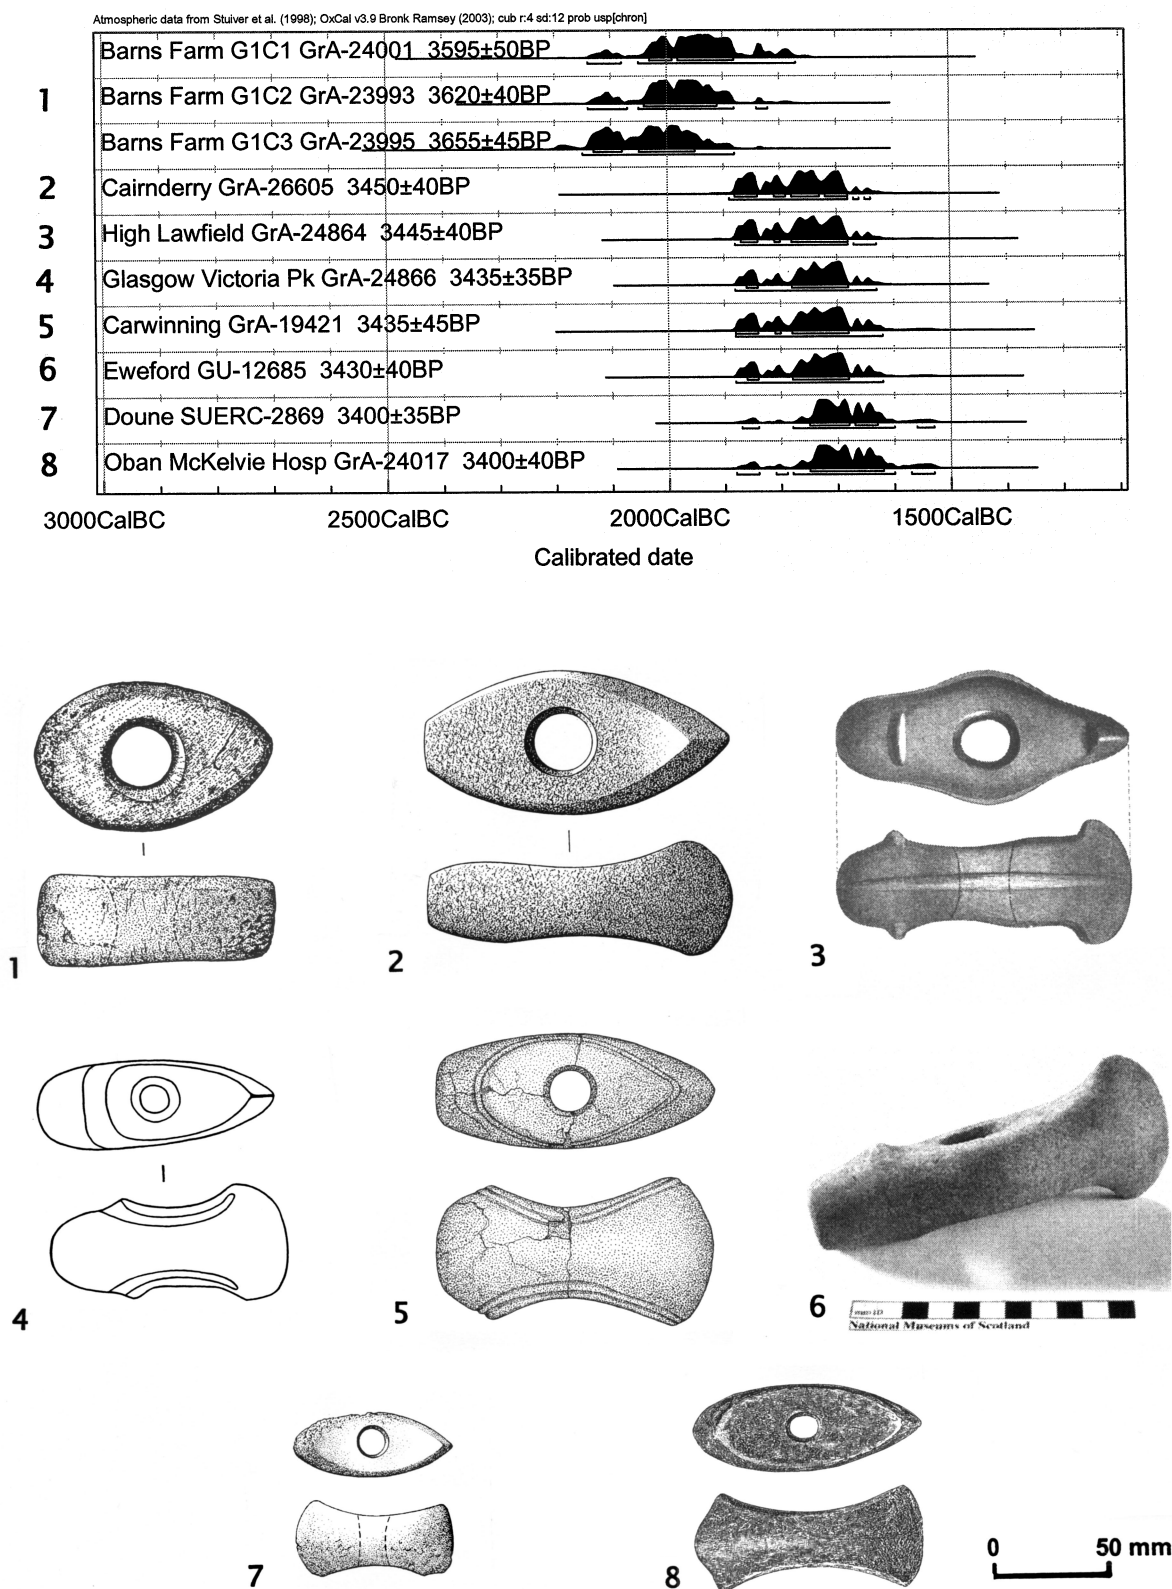 Atmospheric data from Stuiver et al. (1998); OxCal v3.9 Bronk Ramsey (2003); cub r:4 sd:12 prob usp[chron]
Barns Farm G1C1 GrA-24001 3595±50BP
1 Barns Farm G1C2 GrA-23993 3620±40BP
Barns Farm G1C3 GrA-23995 3655±45BP
2 Cairnderry GrA-26605 3450±40BP
3 High Lawfield GrA-24864 3445±40BP
4 Glasgow Victoria Pk GrA-24866 3435±35BP
5 Carwinning GrA-19421 3435±45BP
6 Eweford GU-12685 3430±40BP
7 Doune SUERC-2869 3400±35BP
8 Oban McKelvie Hosp GrA-24017 3400±40BP
3000CalBC 2500CalBC 2000CalBC 1500CalBC
Calibrated date
1 2 3
4 5 6
National Museums of Scotland
7 8
0 50 mm